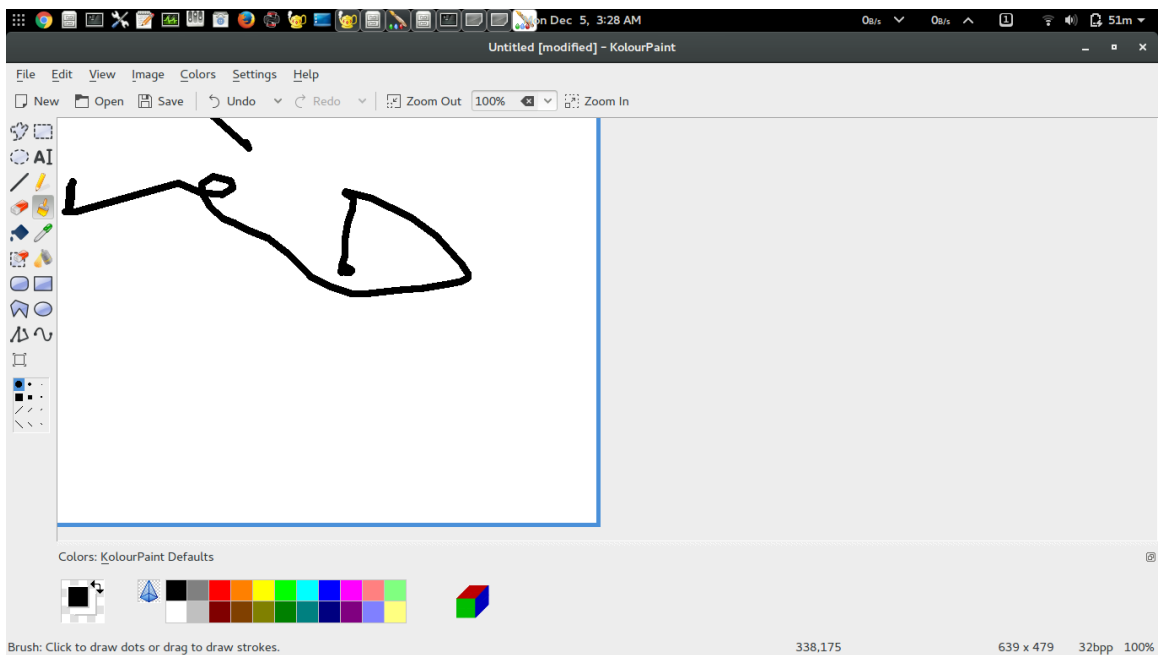 on Dec 5, 3:28 AM 0B/s 0B/s 1 51m
Untitled [modified] - KolourPaint
File Edit View Image Colors Settings Help
New Open Save Undo Redo Zoom Out 100% Zoom In
AI
Colors: KolourPaint Defaults
Brush: Click to draw dots or drag to draw strokes. 338,175 639 x 479 32bpp 100%